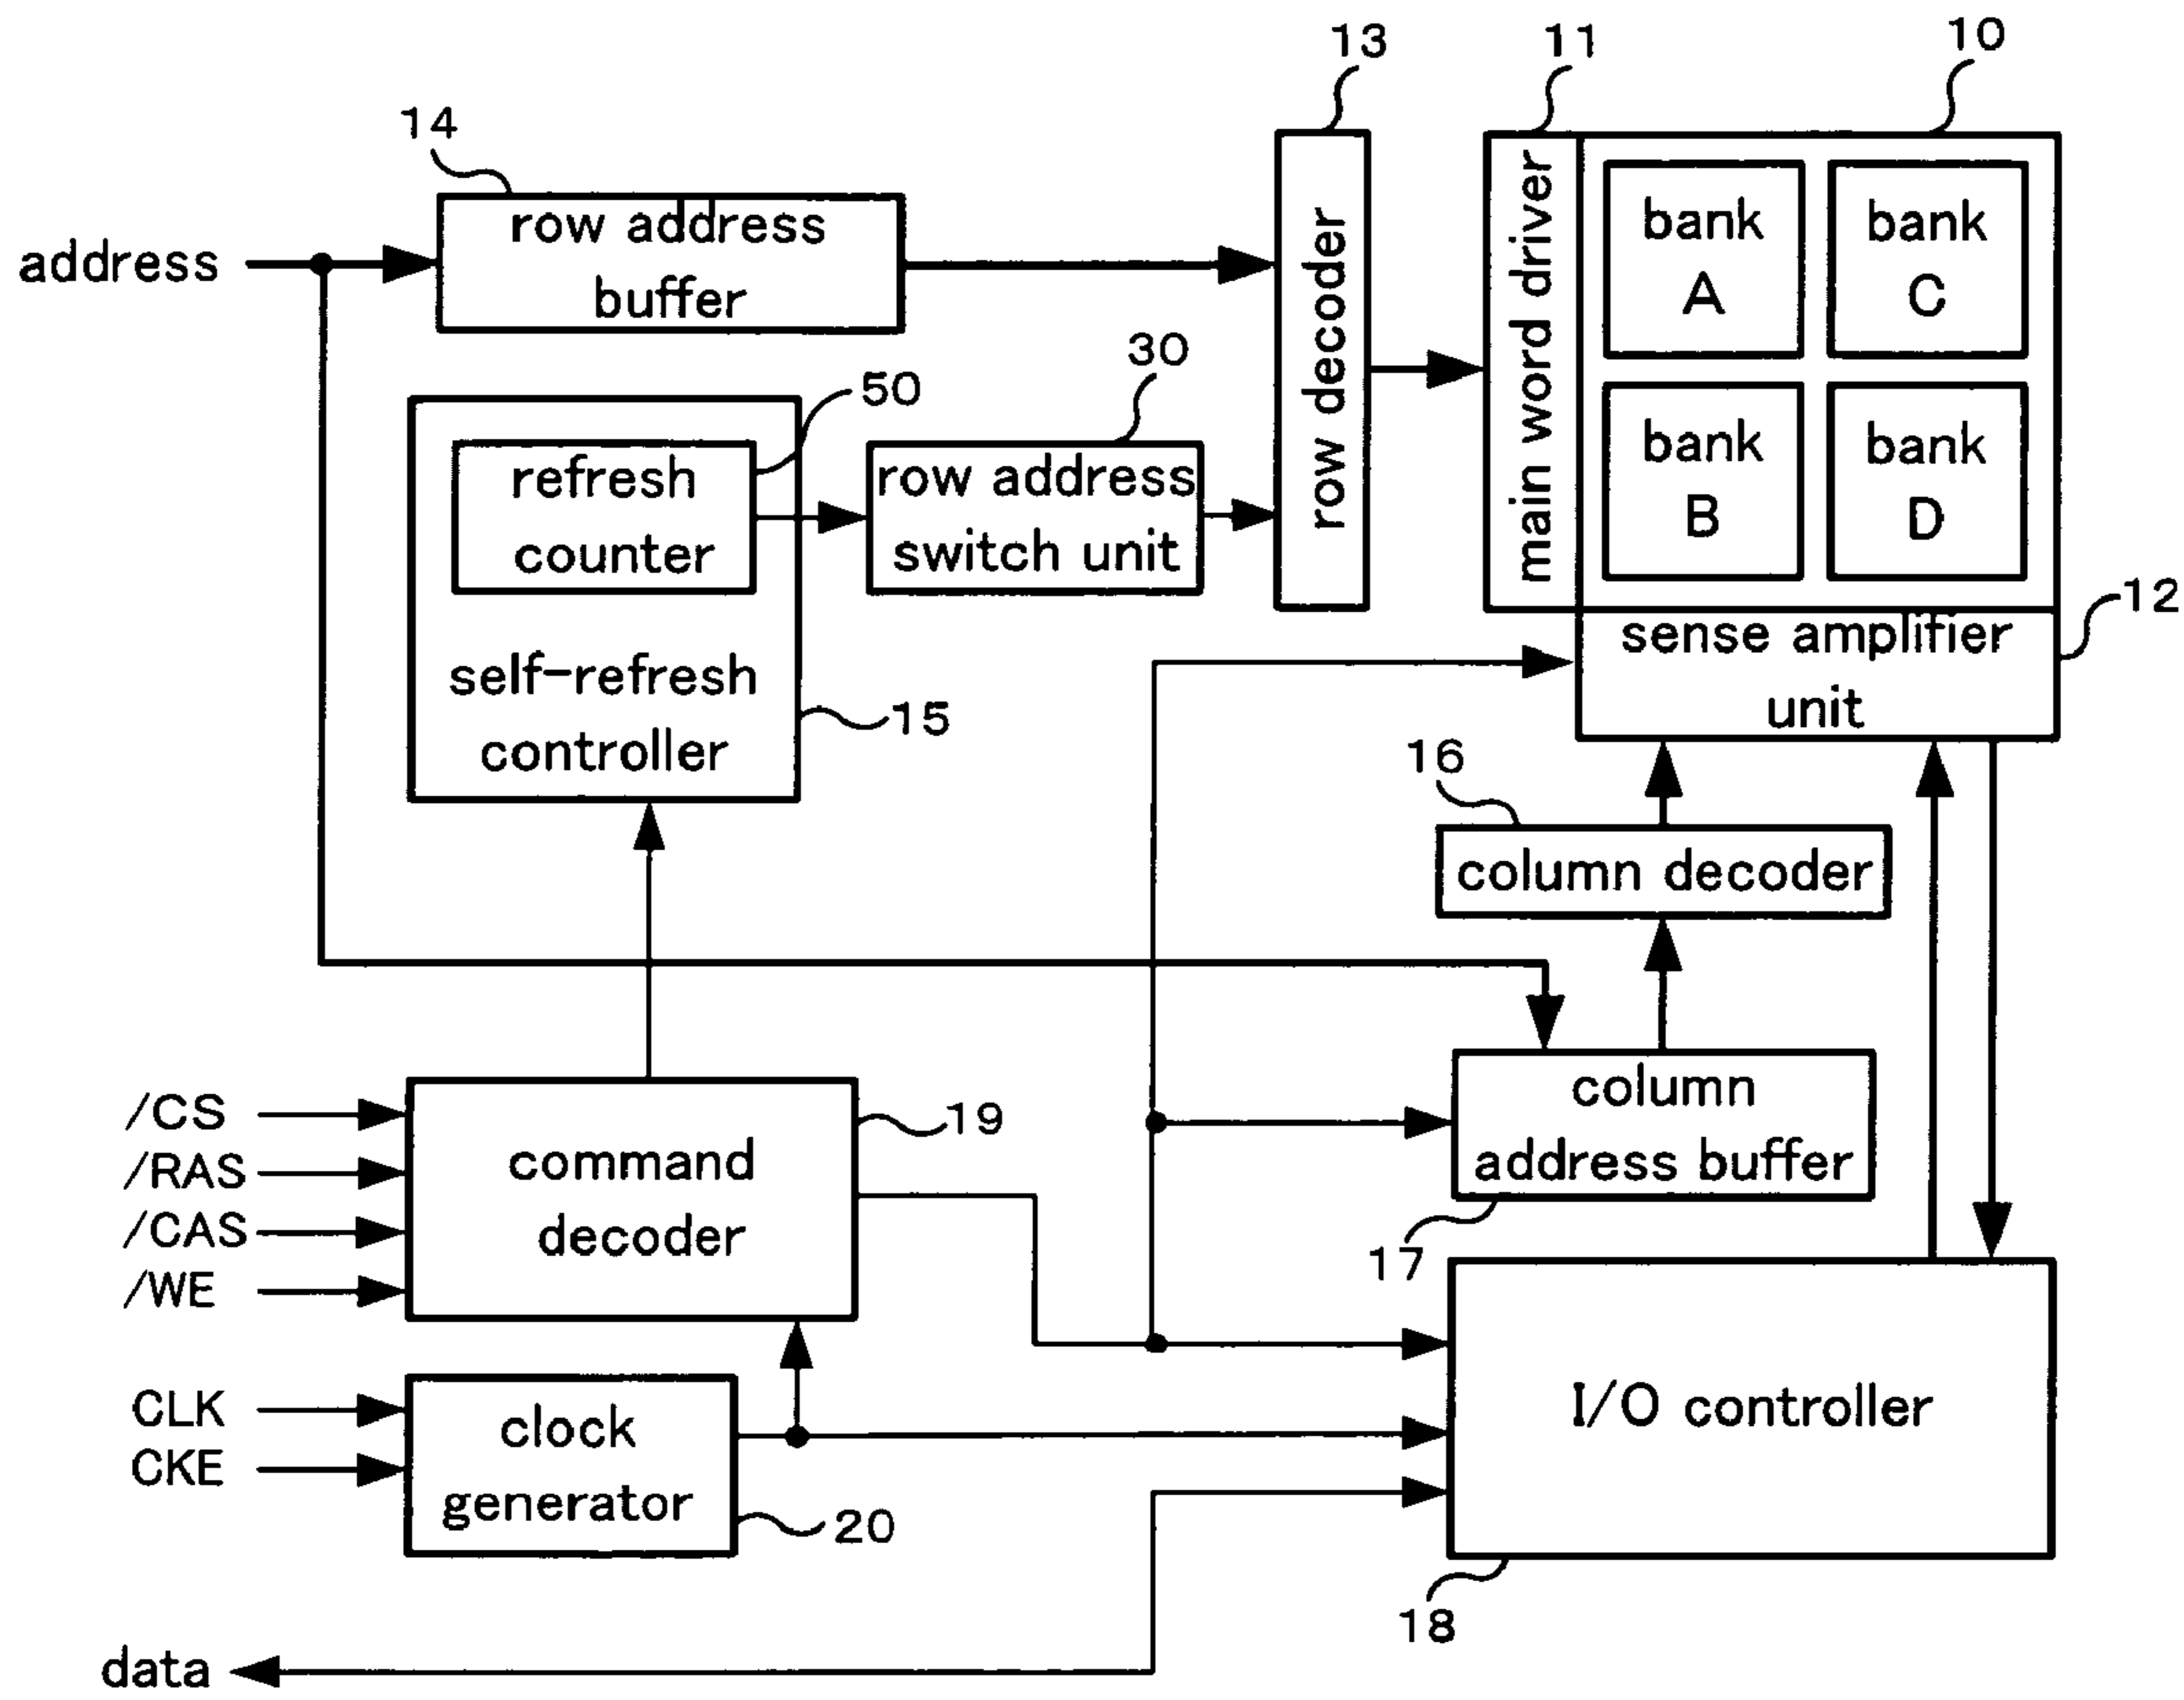 13
11
10
14
row address
buffer
address
row decoder
main word driver
bank
A
bank
C
bank
B
bank
D
30
50
refresh
counter
row address
switch unit
self-refresh
controller
15
12
sense amplifier
unit
16
column decoder
/CS
/RAS
/CAS
/WE
command
decoder
19
column
address buffer
17
CLK
CKE
clock
generator
20
I/O controller
18
data